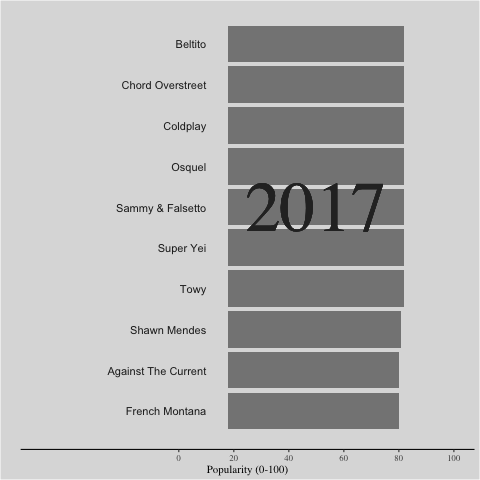 Beltito
Chord Overstreet
Coldplay
Osquel
Sammy & Falsetto
2017
Super Yei
Towy
Shawn Mendes
Against The Current
French Montana
0 20 40 60 80 100
Popularity (0-100)